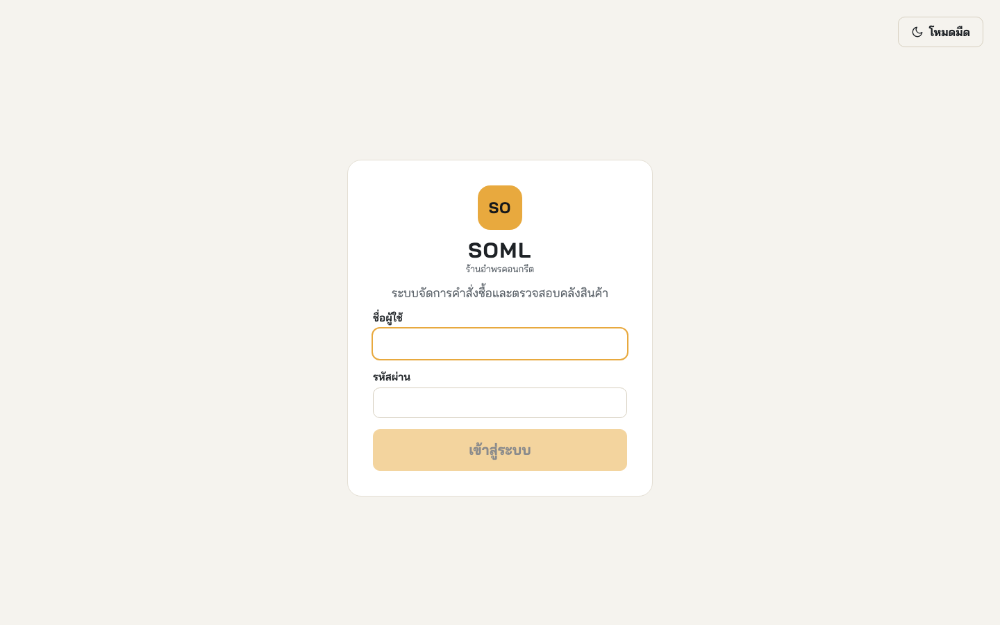 โหมดมืด
SO
SOML
ร้านอำพรคอนกรีต
ระบบจัดการคำสั่งซื้อและตรวจสอบคลังสินค้า
ชื่อผู้ใช้
รหัสผ่าน
เข้าสู่ระบบ